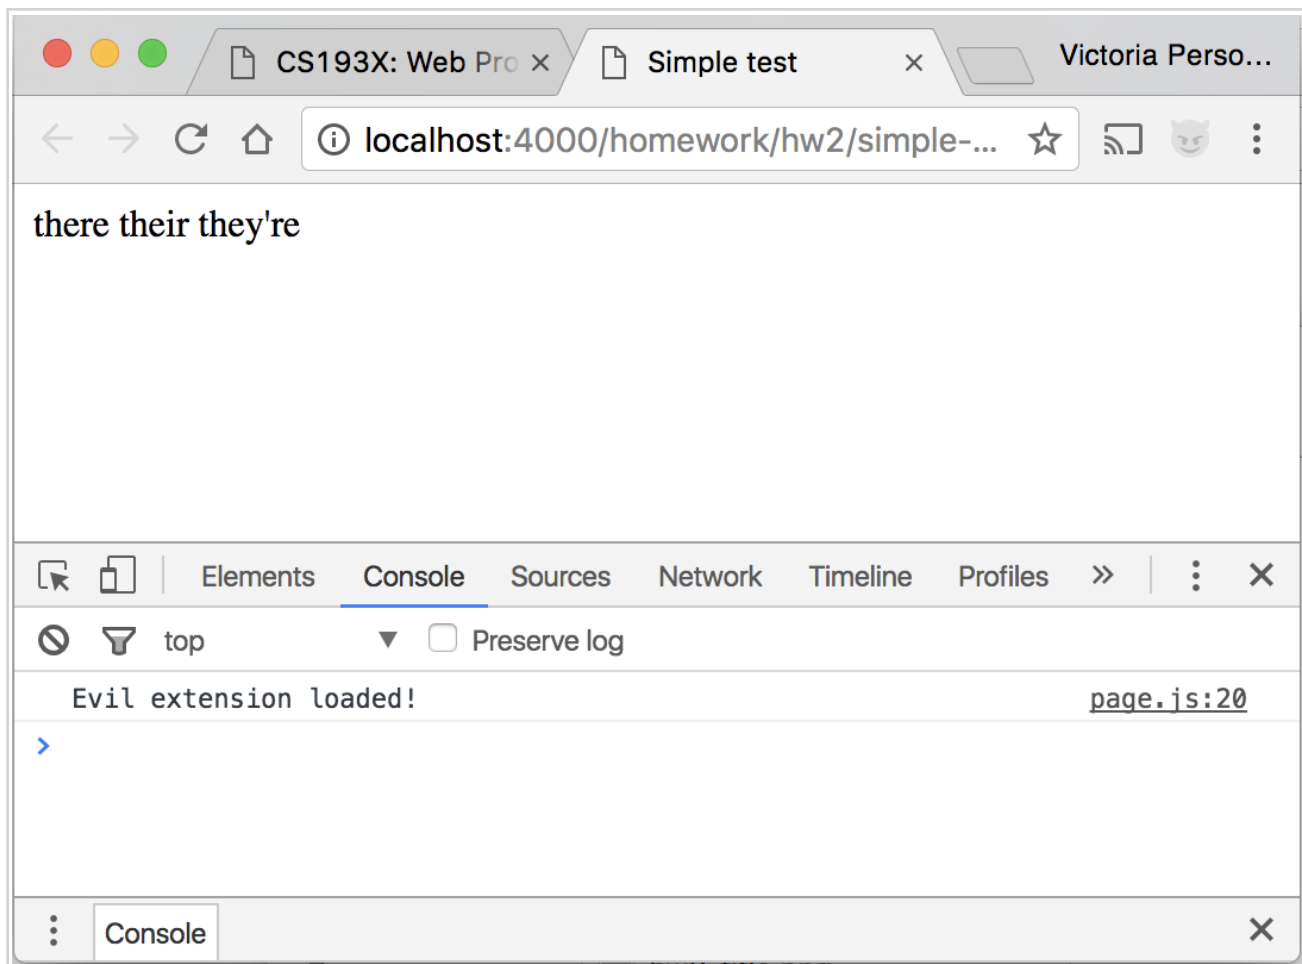 CS193X: Web Pro
Simple test
Victoria Perso...
localhost:4000/homework/hw2/simple-...
there their they're
Elements Console Sources Network Timeline Profiles
top Preserve log
Evil extension loaded! page.js:20
Console